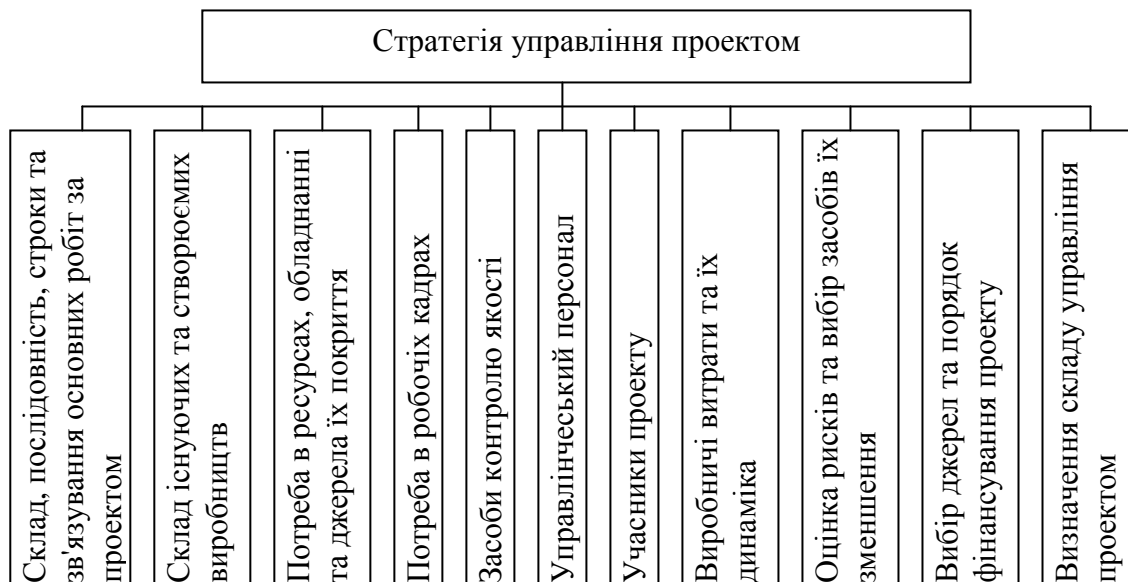 Стратегія управління проектом
Склад, послідовність, строки та
зв'язування основних робіт за
проектом
Склад існуючих та створюємих
виробництв
Потреба в ресурсах, обладнанні
та джерела їх покриття
Потреба в робочіх кадрах
Засоби контролю якості
Управлінчеський персонал
Учасники проекту
Виробничі витрати та їх
динаміка
Оцінка рисків та вибір засобів їх
зменшення
Вибір джерел та порядок
фінансування проекту
Визначення складу управління
проектом